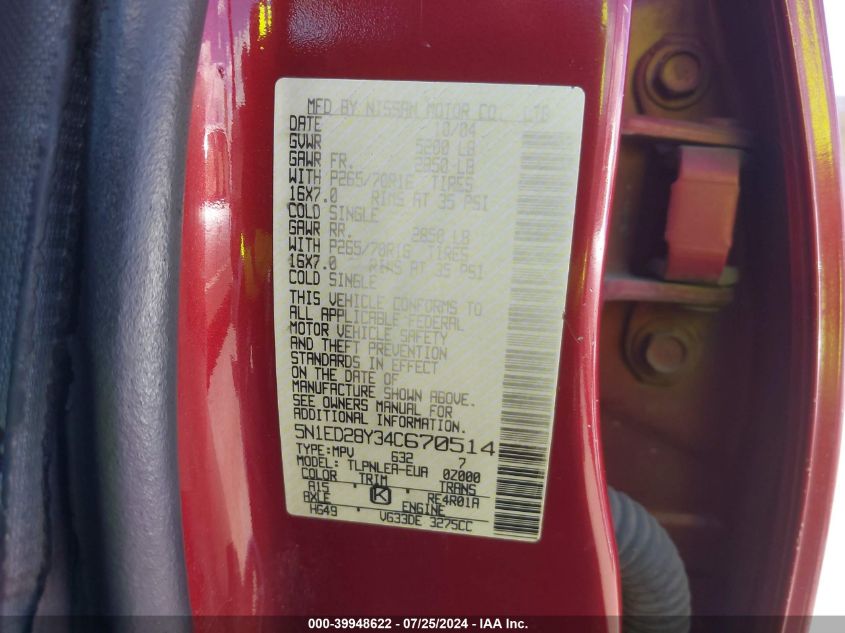 MFD BY NISSAN MOTOR CO., LTD
DATE 10/04
GVWR 5200 LB
GAWR FR. 2850 LB
WITH P265/70R16 TIRES
16X7.0 RIMS AT 35 PSI
COLD SINGLE
GAWR RR. 2850 LB
WITH P265/70R16 TIRES
16X7.0 RIMS AT 35 PSI
COLD SINGLE
THIS VEHICLE CONFORMS TO
ALL APPLICABLE FEDERAL
MOTOR VEHICLE SAFETY
AND THEFT PREVENTION
STANDARDS IN EFFECT
ON THE DATE OF
MANUFACTURE SHOWN ABOVE.
SEE OWNERS MANUAL FOR
ADDITIONAL INFORMATION.
5N1ED28Y34C670514
TYPE:MPV 632 7
MODEL: TLPNLEA-EUA 0Z000
COLOR TRIM TRANS
A15 K RE4R01A
AXLE ENGINE
HG49 VG33DE 3275CC
000-39948622 / 07/25/2024 - IAA Inc.